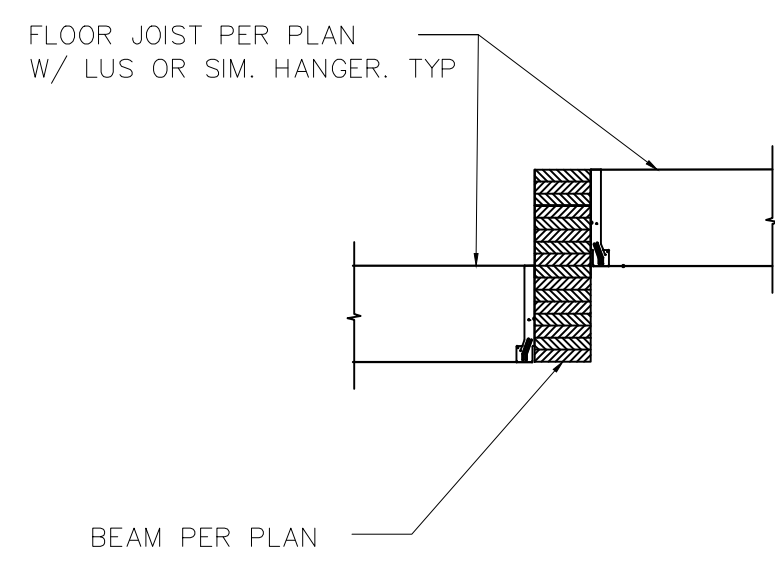 FLOOR JOIST PER PLAN
W/ LUS OR SIM. HANGER. TYP
BEAM PER PLAN